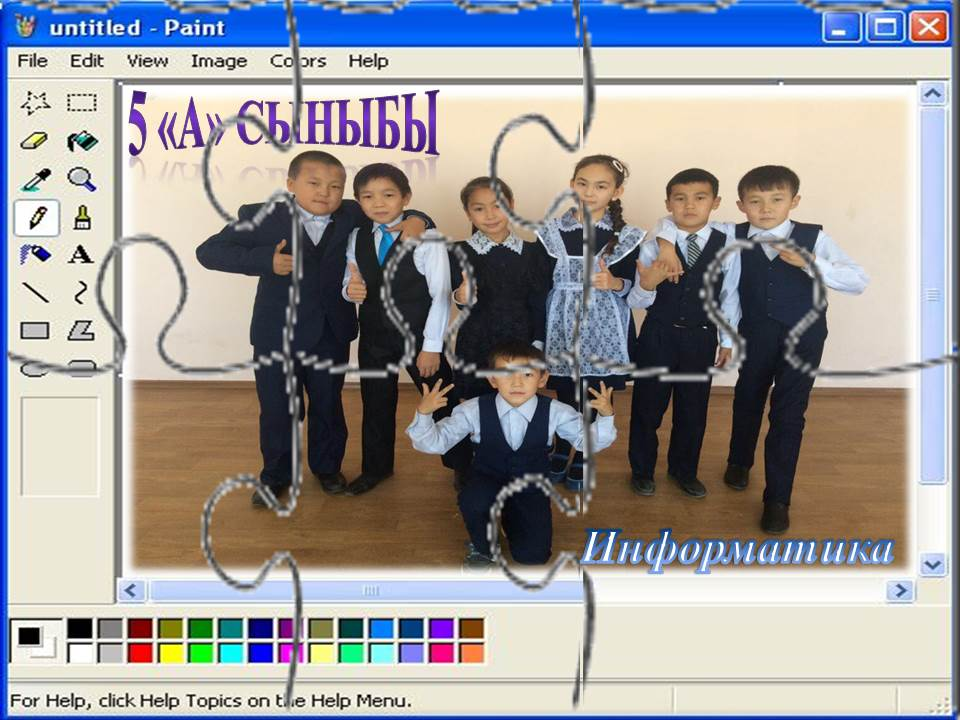 untitled - Paint
File Edit View Image Colors Help
5 «А» СЫНЫБЫ
Информатика
For Help, click Help Topics on the Help Menu.